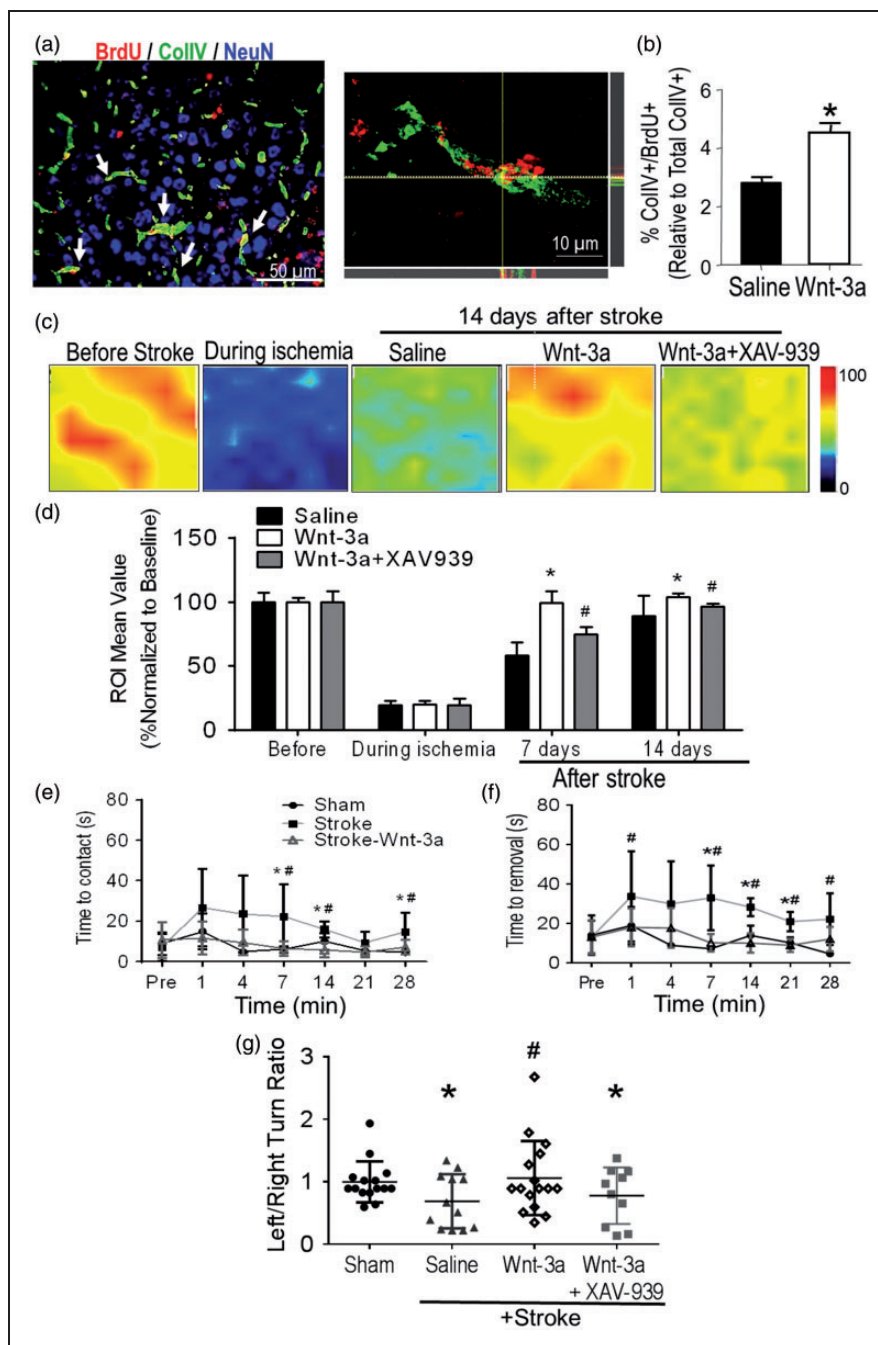 (a)
BrdU / CollV / NeuN
50 µm
10 µm
(b)
% CollV+/BrdU+
(Relative to Total CollV+)
6
4
2
0
*
Saline Wnt-3a
(c)
14 days after stroke
Before Stroke During ischemia Saline Wnt-3a Wnt-3a+XAV-939
100
0
(d)
Saline
Wnt-3a
Wnt-3a+XAV939
ROI Mean Value
(%Normalized to Baseline)
150
100
50
0
* # * #
Before During ischemia 7 days 14 days
After stroke
(e)
Time to contact (s)
80
60
40
20
0
Sham
Stroke
Stroke-Wnt-3a
*# *# *#
Pre 1 4 7 14 21 28
Time (min)
(f)
Time to removal (s)
80
60
40
20
0
# *# *# *# #
Pre 1 4 7 14 21 28
Time (min)
(g)
Left/Right Turn Ratio
3
2
1
0
* # *
Sham Saline Wnt-3a Wnt-3a
+ XAV-939
+Stroke